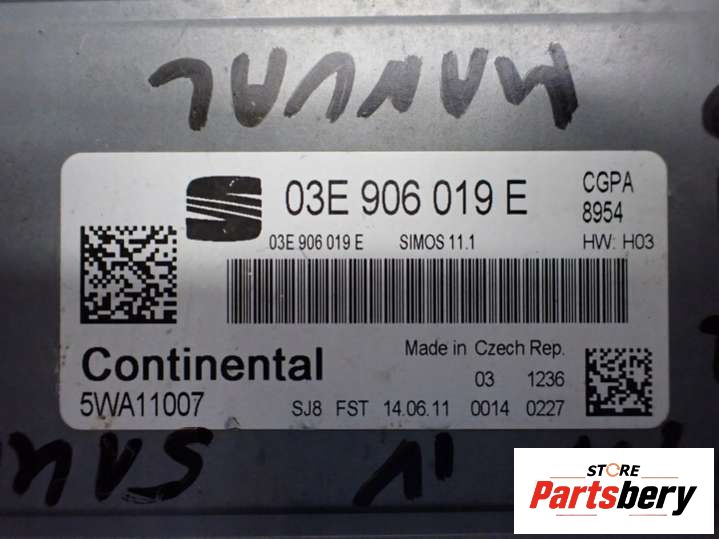 MANUAL
03E 906 019 E
CGPA
8954
03E 906 019 E SIMOS 11.1
HW: H03
Continental
Made in Czech Rep.
5WA11007
03 1236
SJ8 FST 14.06.11 0014 0227
STORE
Partsbery